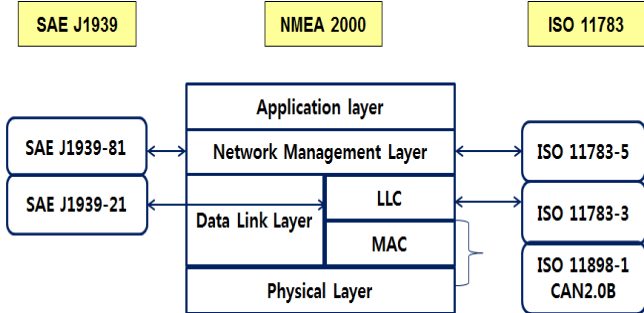 SAE J1939
NMEA 2000
ISO 11783
Application layer
SAE J1939-81
Network Management Layer
ISO 11783-5
SAE J1939-21
Data Link Layer
LLC
ISO 11783-3
MAC
ISO 11898-1
CAN2.0B
Physical Layer